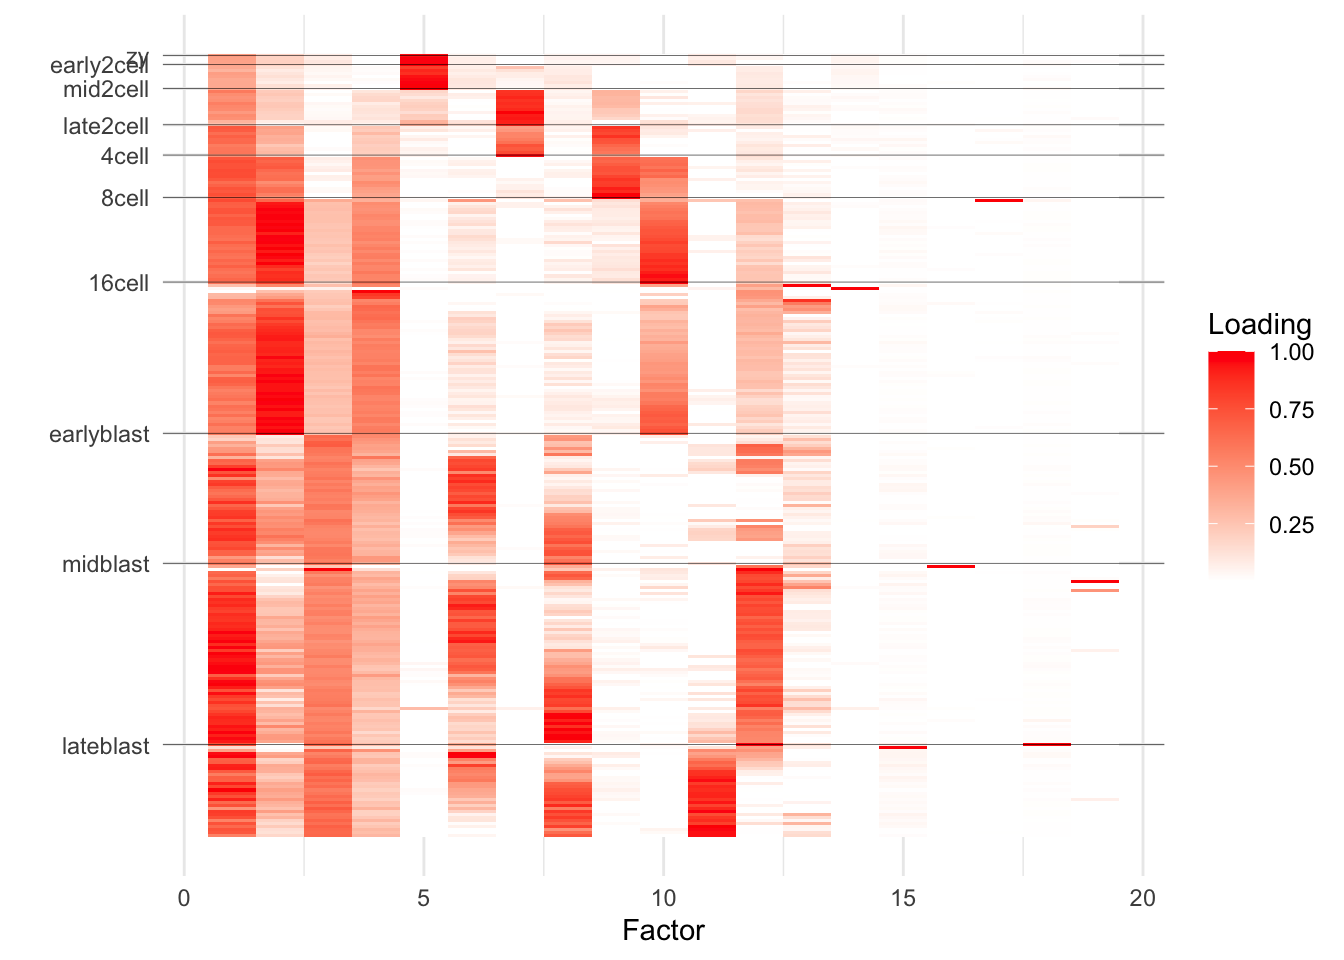 zy
early2cell
mid2cell
late2cell
4cell
8cell
16cell
earlyblast
midblast
lateblast
0
5
10
15
20
Factor
Loading
1.00
0.75
0.50
0.25